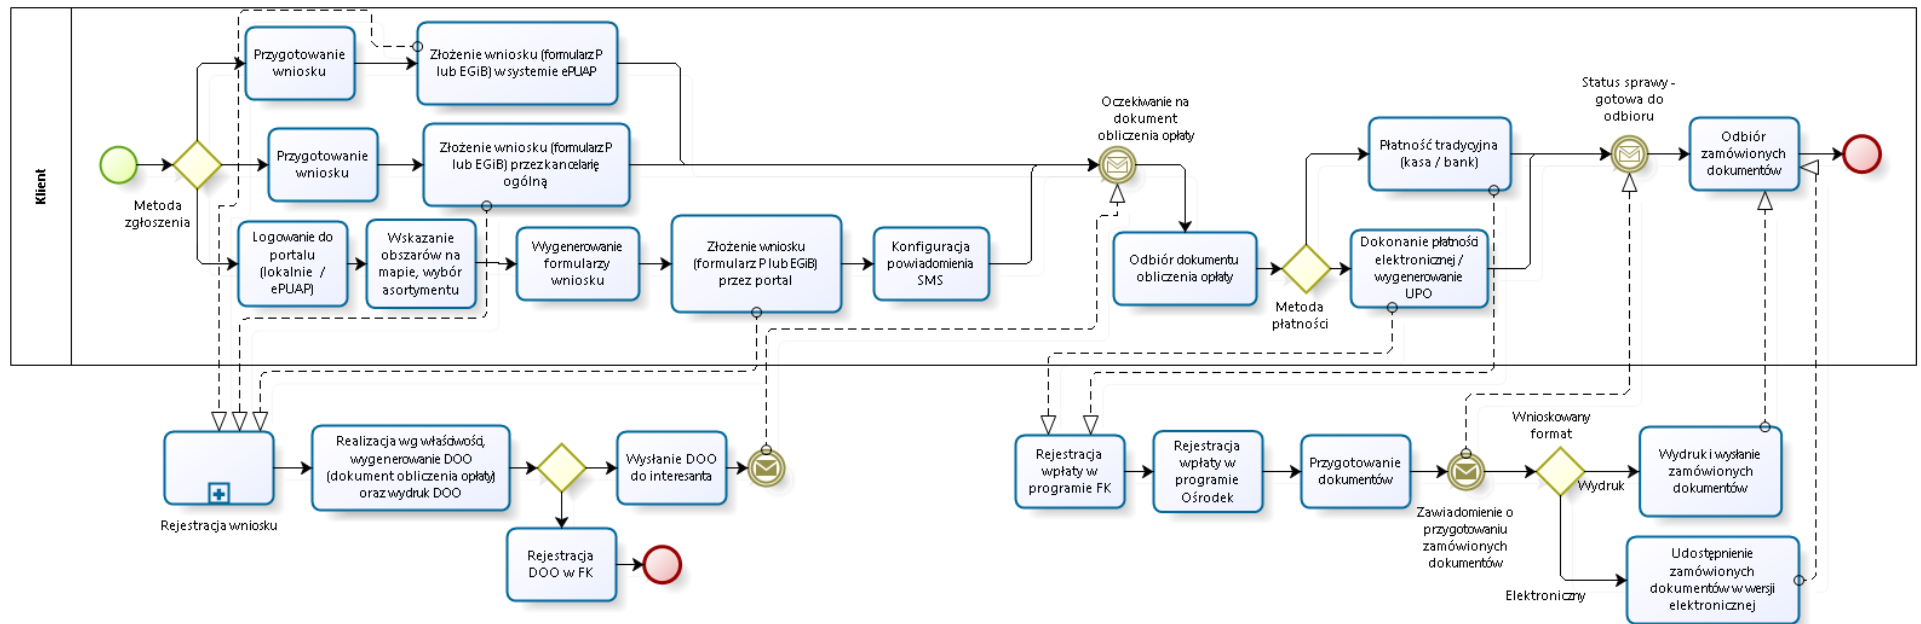 Klient
Metoda
zgłoszenia
Przygotowanie
wniosku
Złożenie wniosku (formularz P
lub EGiB) w systemie ePUAP
Przygotowanie
wniosku
Złożenie wniosku (formularz P
lub EGiB) przez kancelarię
ogólną
Logowanie do
portalu
(lokalnie /
ePUAP)
Wskazanie
obszarów na
mapie, wybór
asortymentu
Wygenerowanie
formularzy
wniosku
Złożenie wniosku
(formularz P lub EGiB)
przez portal
Konfiguracja
powiadomienia
SMS
Oczekiwanie na
dokument
obliczenia opłaty
Odbiór dokumentu
obliczenia opłaty
Metoda
płatności
Płatność tradycyjna
(kasa / bank)
Dokonanie płatności
elektronicznej /
wygenerowanie
UPO
Status sprawy -
gotowa do
odbioru
Odbiór
zamówionych
dokumentów
Rejestracja wniosku
Realizacja wg właściwości,
wygenerowanie DOO
(dokument obliczenia opłaty)
oraz wydruk DOO
Wysłanie DOO
do interesanta
Rejestracja
DOO w FK
Rejestracja
wpłaty w
programie FK
Rejestracja
wpłaty w
programie
Ośrodek
Przygotowanie
dokumentów
Zawiadomienie o
przygotowaniu
zamówionych
dokumentów
Wnioskowany
format
Wydruk
Elektroniczny
Wydruk i wysłanie
zamówionych
dokumentów
Udostępnienie
zamówionych
dokumentów w wersji
elektronicznej